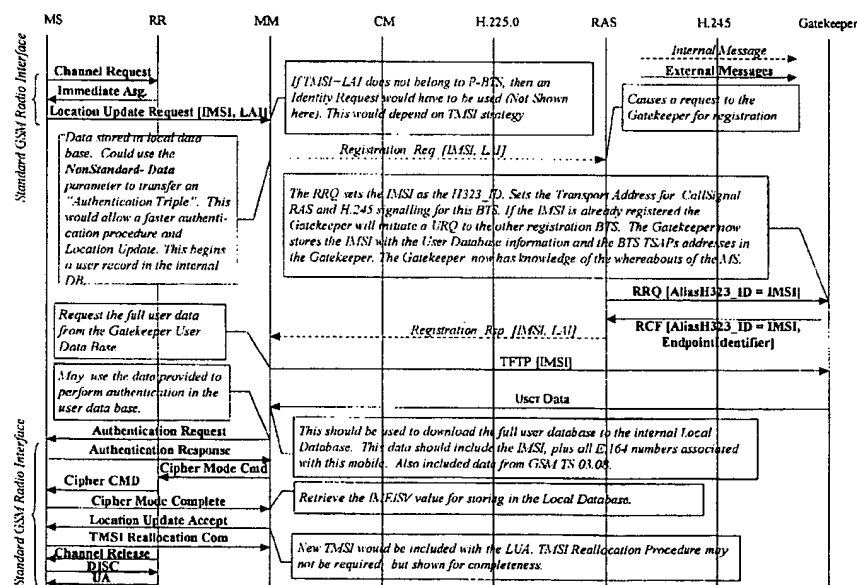 MS RR MM CM H.225.0 RAS H.245 Gatekeeper
Standard GSM Radio Interface
Channel Request
Immediate Asg.
Location Update Request [IMSI, LAI]
If TMSI-LAI does not belong to P-BTS, then an
Identity Request would have to be used (Not Shown
here). This would depend on TMSI strategy
Internal Message
External Messages
Causes a request to the
Gatekeeper for registration
Data stored in local data
base. Could use the
NonStandard- Data
parameter to transfer an
"Authentication Triple". This
would allow a faster authenti-
cation procedure and
Location Update. This begins
a user record in the internal
DB.
Registration Req [IMSI, LAI]
The RRQ sets the IMSI as the H323_ID. Sets the Transport Address for CallSignal
RAS and H.245 signalling for this BTS. If the IMSI is already registered the
Gatekeeper will initiate a URQ to the other registration BTS. The Gatekeeper now
stores the IMSI with the User Database information and the BTS TSAPs addresses in
the Gatekeeper. The Gatekeeper now has knowledge of the whereabouts of the MS.
RRQ [AliasH323_ID = IMSI]
Request the full user data
from the Gatekeeper User
Data Base
Registration Rsp [IMSI, LAI]
RCF [AliasH323_ID = IMSI,
EndpointIdentifier]
TFTP [IMSI]
May use the data provided to
perform authentication in the
user data base.
User Data
Standard GSM Radio Interface
Authentication Request
Authentication Response
Cipher Mode Cmd
Cipher CMD
Cipher Mode Complete
Location Update Accept
TMSI Reallocation Com
Channel Release
DISC
UA
This should be used to download the full user database to the internal Local
Database. This data should include the IMSI, plus all E.164 numbers associated
with this mobile. Also included data from GSM TS 03.08.
Retrieve the IMEISV value for storing in the Local Database.
New TMSI would be included with the LUA. TMSI Reallocation Procedure may
not be required, but shown for completeness.